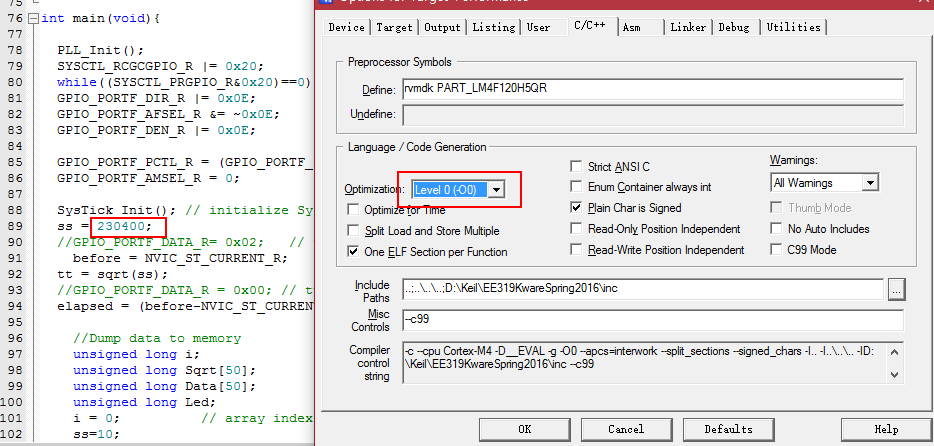 75
76 int main(void){
77
78 PLL_Init();
79 SYSCTL_RCGCGPIO_R |= 0x20;
80 while((SYSCTL_PRGPIO_R&0x20)==0)
81 GPIO_PORTF_DIR_R |= 0x0E;
82 GPIO_PORTF_AFSEL_R &= ~0x0E;
83 GPIO_PORTF_DEN_R |= 0x0E;
84
85 GPIO_PORTF_PCTL_R = (GPIO_PORTF_
86 GPIO_PORTF_AMSEL_R = 0;
87
88 SysTick_Init(); // initialize Sy
89 ss = 230400;
90 //GPIO_PORTF_DATA_R= 0x02; //
91 before = NVIC_ST_CURRENT_R;
92 tt = sqrt(ss);
93 //GPIO_PORTF_DATA_R = 0x00; // t
94 elapsed = (before-NVIC_ST_CURRENT
95
96 //Dump data to memory
97 unsigned long i;
98 unsigned long Sqrt[50];
99 unsigned long Data[50];
100 unsigned long Led;
101 i = 0; // array index
102 ss=10;
Device Target Output Listing User C/C++ Asm Linker Debug Utilities
Preprocessor Symbols
Define: rvmdk PART_LM4F120H5QR
Undefine:
Language / Code Generation
Optimization: Level 0 (-O0)
Optimize for Time
Split Load and Store Multiple
One ELF Section per Function
Strict ANSI C
Enum Container always int
Plain Char is Signed
Read-Only Position Independent
Read-Write Position Independent
Warnings:
All Warnings
Thumb Mode
No Auto Includes
C99 Mode
Include Paths ..;..\..\..;D:\Keil\EE319KwareSpring2016\inc
...
Misc Controls --c99
Compiler control string
-c --cpu Cortex-M4 -D__EVAL -g -O0 --apcs=interwork --split_sections --signed_chars -I.. -I..\..\.. -ID:
\Keil\EE319KwareSpring2016\inc --c99
OK Cancel Defaults Help